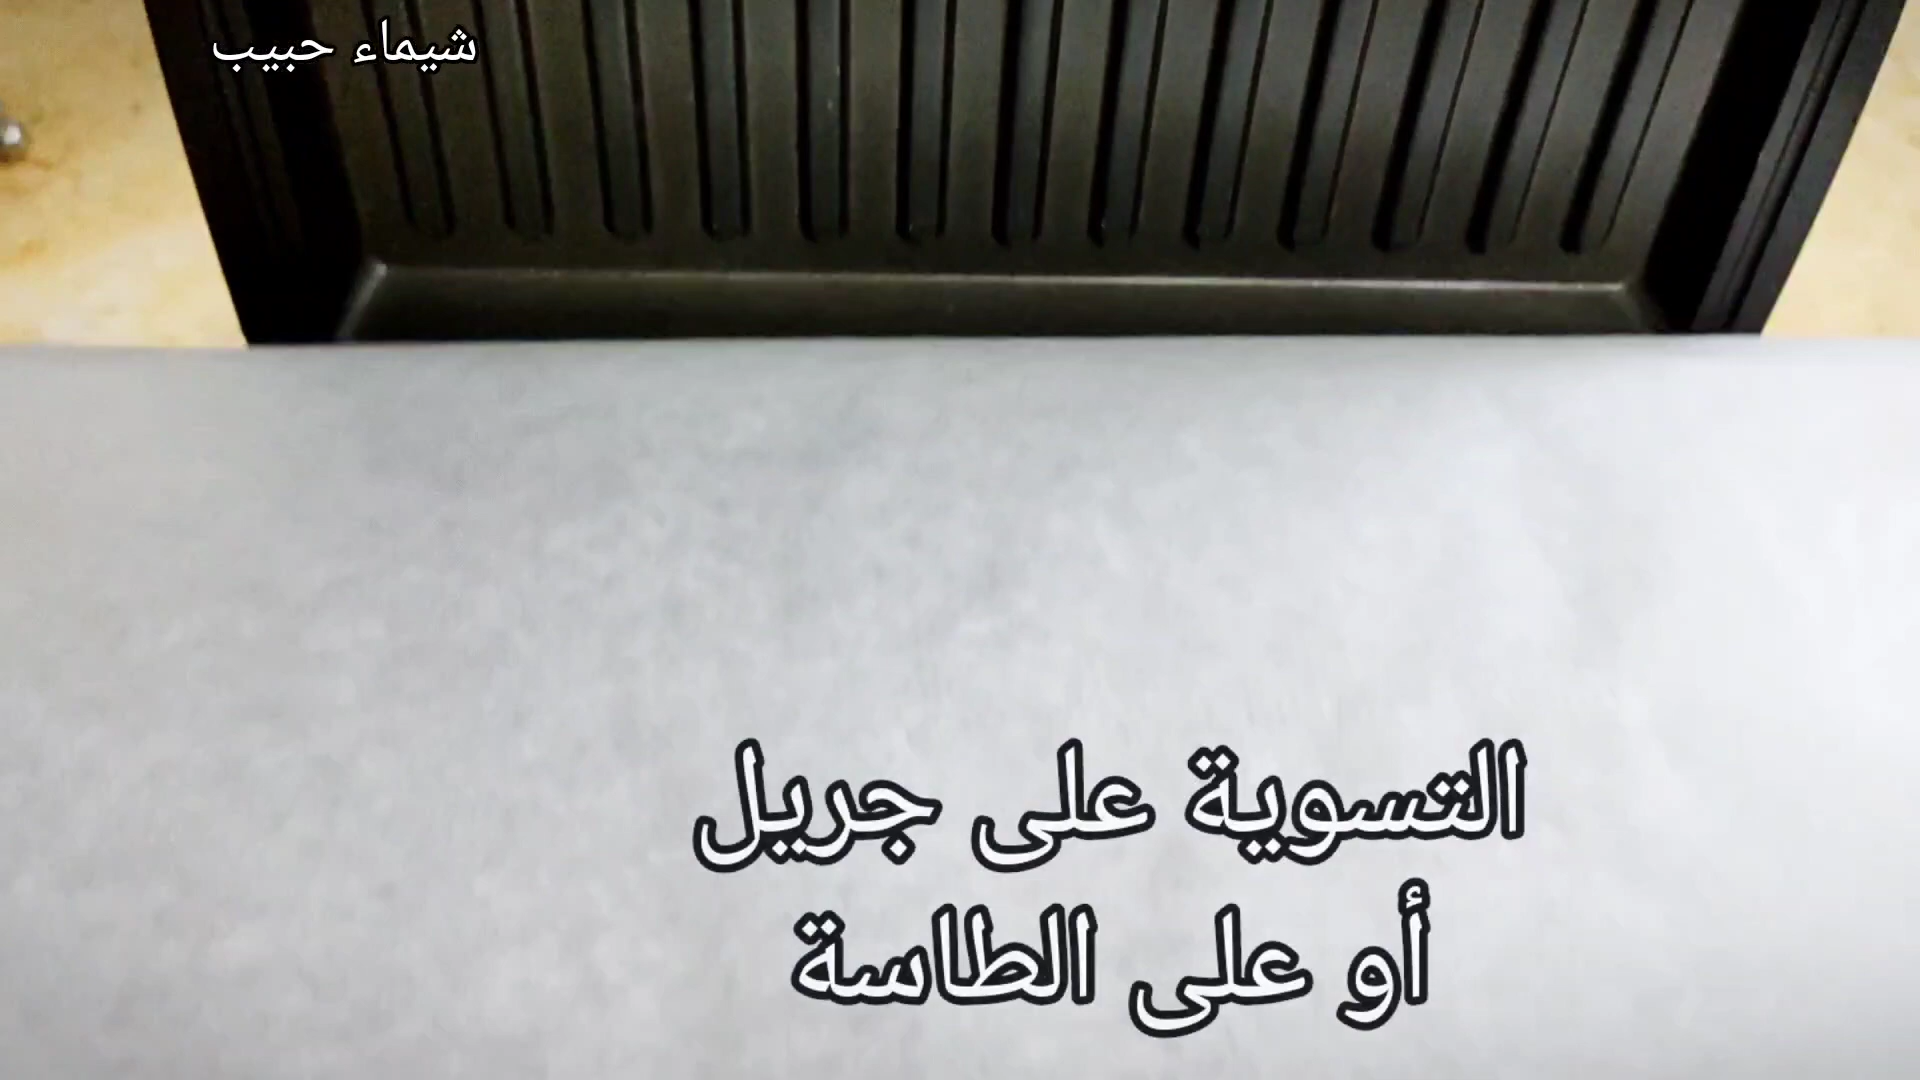 شيماء حبيب
التسوية على جريل
أو على الطاسة